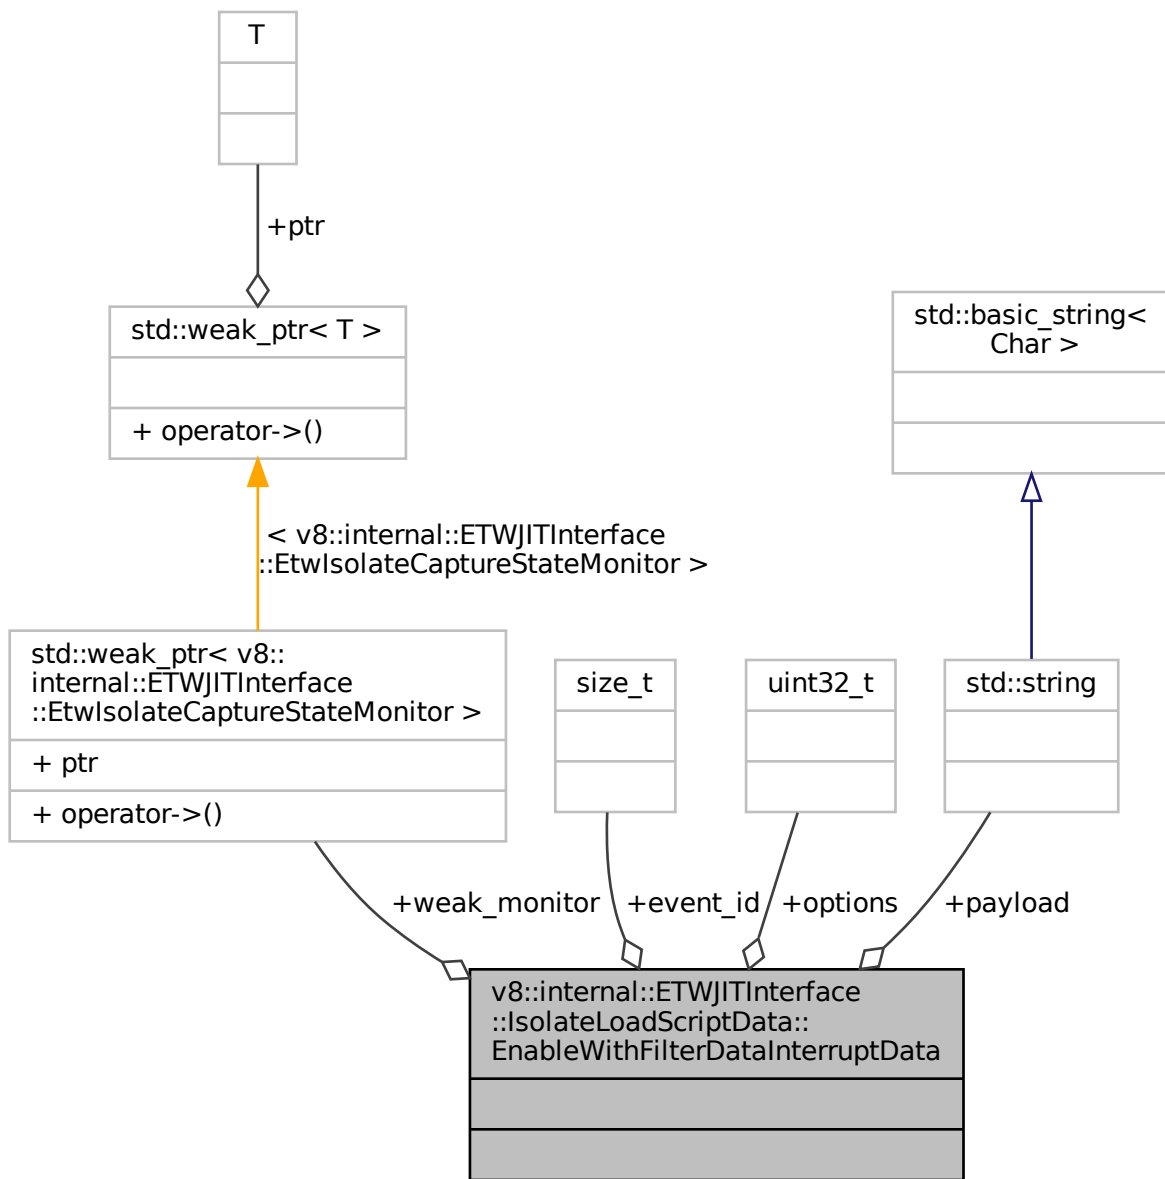 T
+ptr
std::weak_ptr< T >
+ operator->()
std::basic_string<
Char >
< v8::internal::ETWJITInterface
::EtwIsolateCaptureStateMonitor >
std::weak_ptr< v8::
internal::ETWJITInterface
::EtwIsolateCaptureStateMonitor >
+ ptr
+ operator->()
size_t
uint32_t
std::string
+weak_monitor
+event_id
+options
+payload
v8::internal::ETWJITInterface
::IsolateLoadScriptData::
EnableWithFilterDataInterruptData